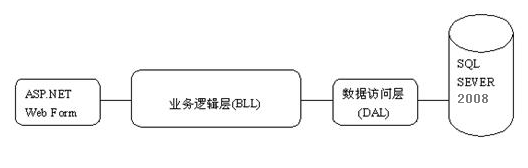 ASP.NET
Web Form
业务逻辑层(BLL)
数据访问层
(DAL)
SQL
SEVER
2008